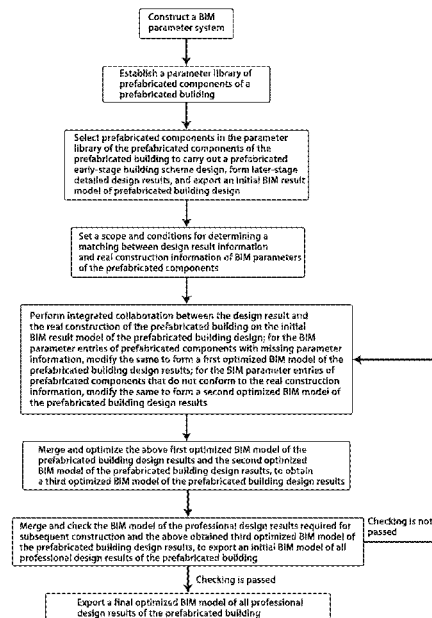 Construct a BIM
parameter system
Establish a parameter library of
prefabricated components of a
prefabricated building
Select prefabricated components in the parameter
library of the prefabricated components of the
prefabricated building to carry out a prefabricated
early-stage building scheme design, form later-stage
detailed design results, and export an initial BIM result
model of prefabricated building design
Set a scope and conditions for determining a
matching between design result information
and real construction information of BIM parameters
of the prefabricated components
Perform integrated collaboration between the design result and
the real construction of the prefabricated building on the initial
BIM result model of the prefabricated building design; for the BIM
parameter entries of prefabricated components with missing parameter
information, modify the same to form a first optimized BIM model of the
prefabricated building design results; for the BIM parameter entries
of prefabricated components that do not conform to the real construction
information, modify the same to form a second optimized BIM model of
the prefabricated building design results
Merge and optimize the above first optimized BIM model of the
prefabricated building design results and the second optimized
BIM model of the prefabricated building design results, to obtain
a third optimized BIM model of the prefabricated building design results
Merge and check the BIM model of the professional design results required for
subsequent construction and the above obtained third optimized BIM model of
the prefabricated building design results, to export an initial BIM model of all
professional design results of the prefabricated building
Checking is not
passed
Checking is passed
Export a final optimized BIM model of all professional
design results of the prefabricated building